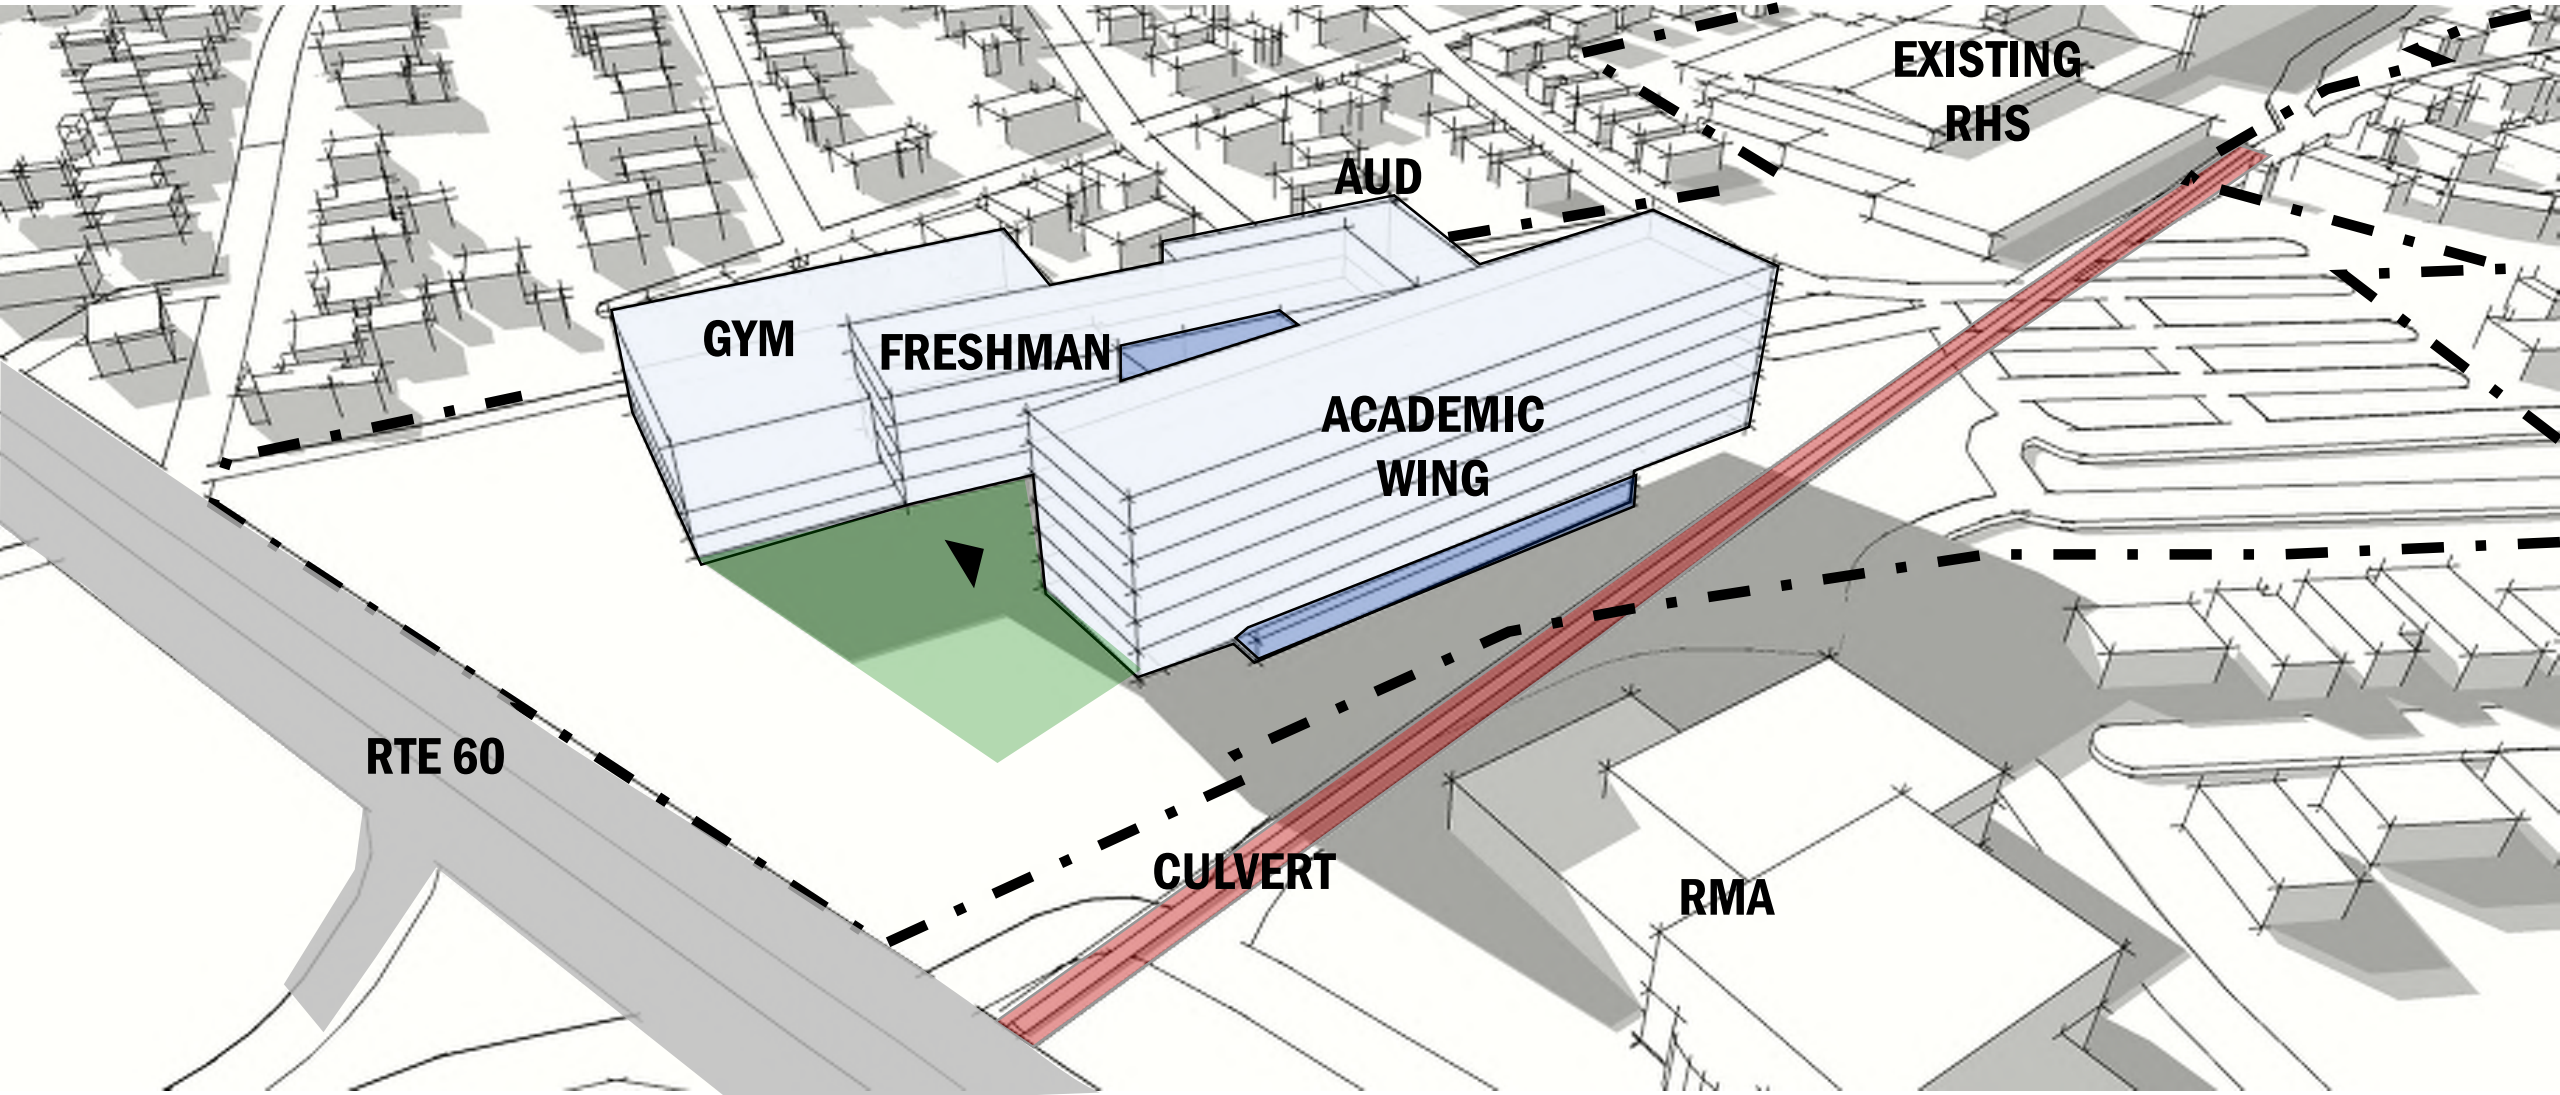 EXISTING
RHS
AUD
GYM
FRESHMAN
ACADEMIC
WING
RTE 60
CULVERT
RMA